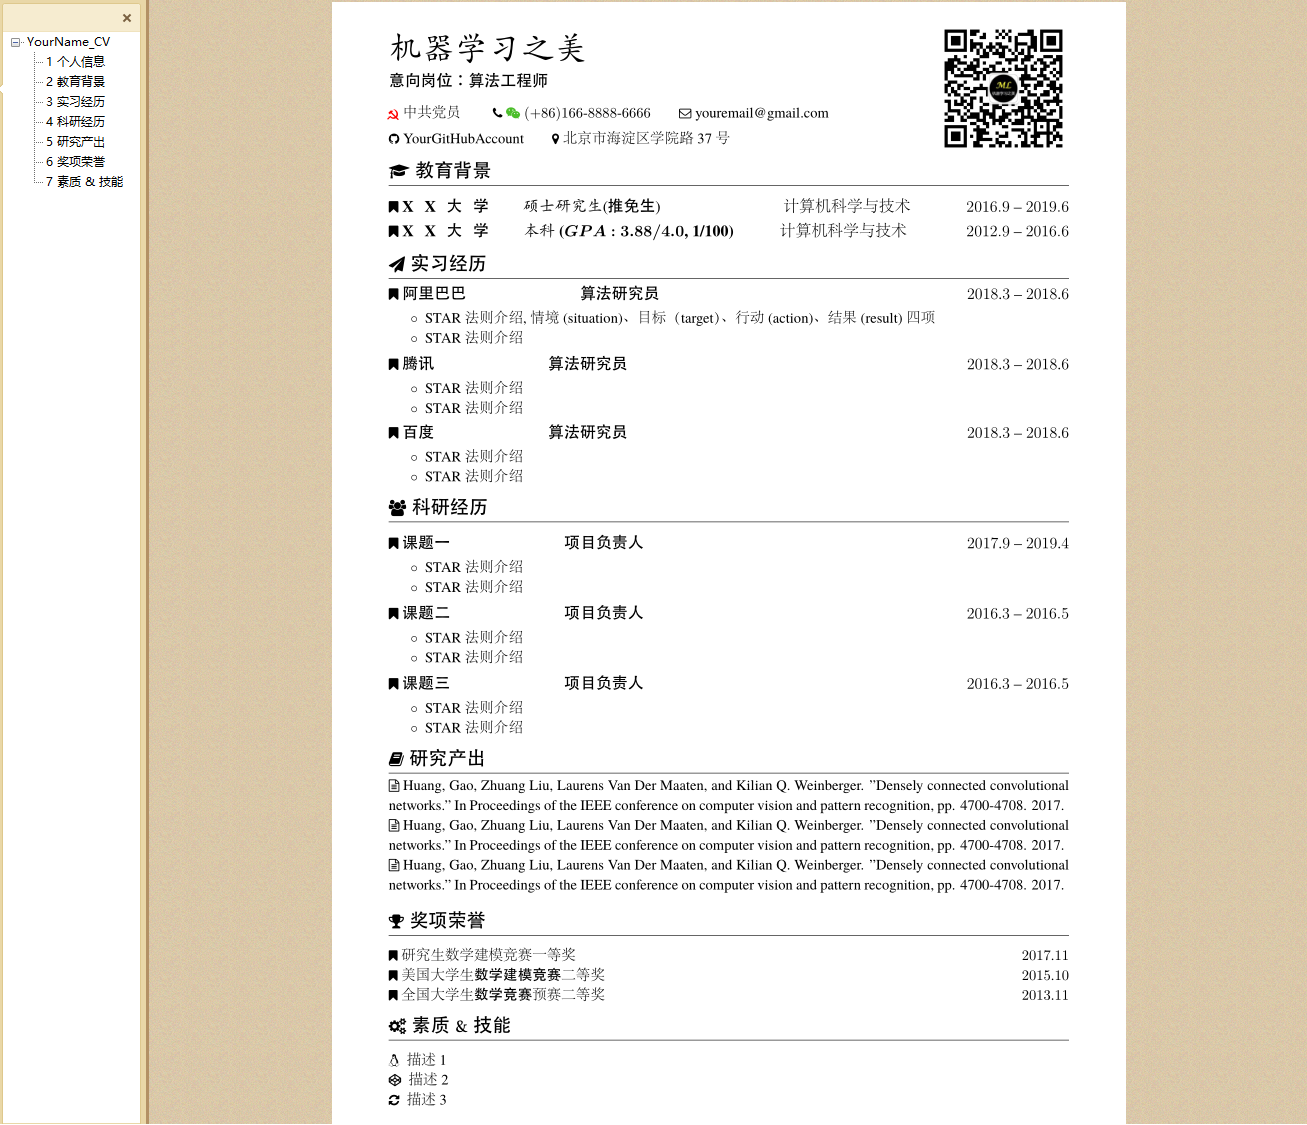 YourName_CV
1 个人信息
2 教育背景
3 实习经历
4 科研经历
5 研究产出
6 奖项荣誉
7 素质 & 技能
机器学习之美
意向岗位：算法工程师
中共党员 (+86)166-8888-6666 youremail@gmail.com
YourGitHubAccount 北京市海淀区学院路 37 号
ML
教育背景
X X 大 学 硕士研究生(推免生) 计算机科学与技术 2016.9 – 2019.6
X X 大 学 本科 (GPA : 3.88/4.0, 1/100) 计算机科学与技术 2012.9 – 2016.6
实习经历
阿里巴巴 算法研究员 2018.3 – 2018.6
○ STAR 法则介绍, 情境 (situation)、目标（target）、行动 (action)、结果 (result) 四项
○ STAR 法则介绍
腾讯 算法研究员 2018.3 – 2018.6
○ STAR 法则介绍
○ STAR 法则介绍
百度 算法研究员 2018.3 – 2018.6
○ STAR 法则介绍
○ STAR 法则介绍
科研经历
课题一 项目负责人 2017.9 – 2019.4
○ STAR 法则介绍
○ STAR 法则介绍
课题二 项目负责人 2016.3 – 2016.5
○ STAR 法则介绍
○ STAR 法则介绍
课题三 项目负责人 2016.3 – 2016.5
○ STAR 法则介绍
○ STAR 法则介绍
研究产出
Huang, Gao, Zhuang Liu, Laurens Van Der Maaten, and Kilian Q. Weinberger. ”Densely connected convolutional
networks.” In Proceedings of the IEEE conference on computer vision and pattern recognition, pp. 4700-4708. 2017.
Huang, Gao, Zhuang Liu, Laurens Van Der Maaten, and Kilian Q. Weinberger. ”Densely connected convolutional
networks.” In Proceedings of the IEEE conference on computer vision and pattern recognition, pp. 4700-4708. 2017.
Huang, Gao, Zhuang Liu, Laurens Van Der Maaten, and Kilian Q. Weinberger. ”Densely connected convolutional
networks.” In Proceedings of the IEEE conference on computer vision and pattern recognition, pp. 4700-4708. 2017.
奖项荣誉
研究生数学建模竞赛一等奖 2017.11
美国大学生数学建模竞赛二等奖 2015.10
全国大学生数学竞赛预赛二等奖 2013.11
素质 & 技能
描述 1
描述 2
描述 3